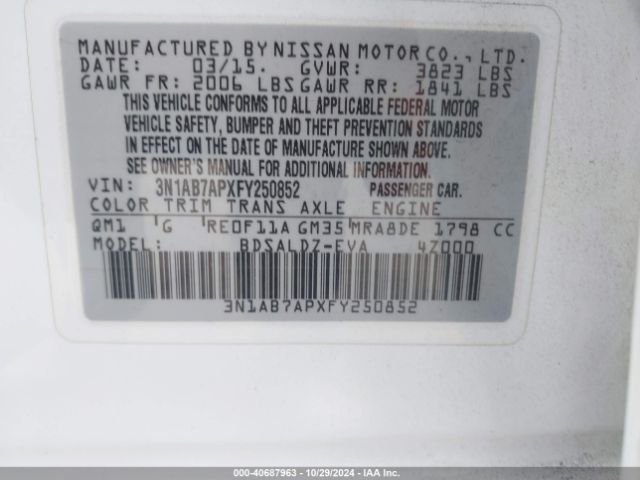 MANUFACTURED BY NISSAN MOTOR CO., LTD.
DATE: 03/15. GVWR: 3823 LBS
GAWR FR: 2006 LBS GAWR RR: 1841 LBS
THIS VEHICLE CONFORMS TO ALL APPLICABLE FEDERAL MOTOR
VEHICLE SAFETY, BUMPER AND THEFT PREVENTION STANDARDS
IN EFFECT ON THE DATE OF MANUFACTURE SHOWN ABOVE.
SEE OWNER'S MANUAL FOR ADDITIONAL INFORMATION.
VIN: 3N1AB7APXFY250852 PASSENGER CAR.
COLOR TRIM TRANS AXLE ENGINE
QM1 G RE0F11A GM35 MRA8DE 1798 CC
MODEL: BDSALDZ-EVA 47000
3N1AB7APXFY250852
000-40687963 | 10/29/2024 - IAA Inc.